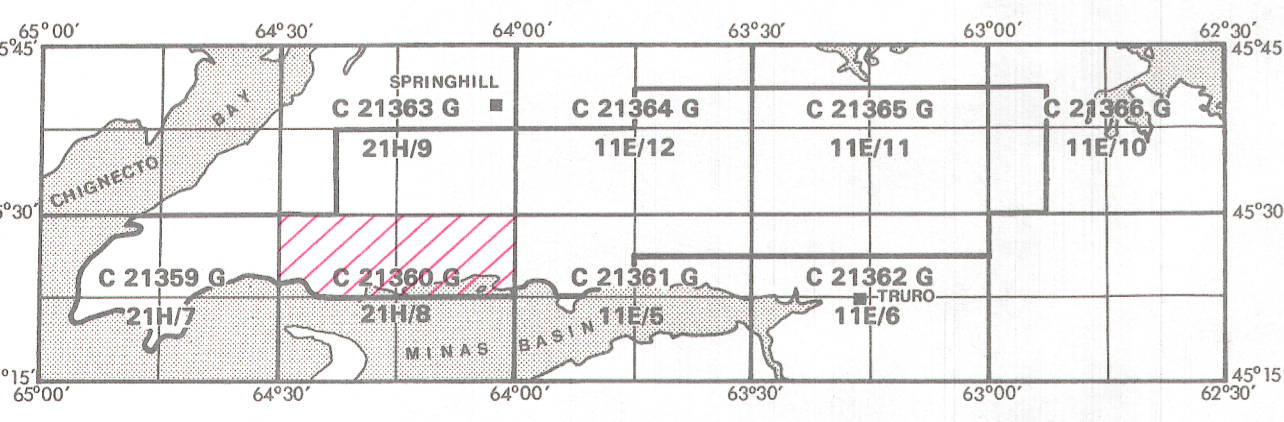 65°00′ 64°30′ 64°00′ 63°30′ 63°00′ 62°30′
5°45′ 45°45
SPRINGHILL
C 21363 G C 21364 G C 21365 G C 21366 G
BAY
21H/9 11E/12 11E/11 11E/10
CHIGNECTO
5°30′ 45°30
C 21359 G C 21360 G C 21361 G C 21362 G
TRURO
21H/7 21H/8 11E/5 11E/6
MINAS BASIN
°15′ 45°15
65°00′ 64°30′ 64°00′ 63°30′ 63°00′ 62°30′